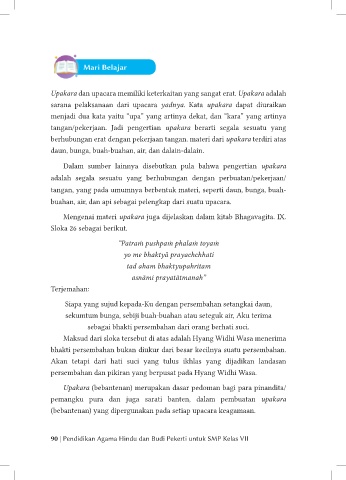 Mari Belajar
Upakara dan upacara memiliki keterkaitan yang sangat erat. Upakara adalah
sarana pelaksanaan dari upacara yadnya. Kata upakara dapat diuraikan
menjadi dua kata yaitu "upa" yang artinya dekat, dan "kara" yang artinya
tangan/pekerjaan. Jadi pengertian upakara berarti segala sesuatu yang
berhubungan erat dengan pekerjaan tangan. materi dari upakara terdiri atas
daun, bunga, buah-buahan, air, dan dalain-dalain.
Dalam sumber lainnya disebutkan pula bahwa pengertian upakara
adalah segala sesuatu yang berhubungan dengan perbuatan/pekerjaan/
tangan, yang pada umumnya berbentuk materi, seperti daun, bunga, buah-
buahan, air, dan api sebagai pelengkap dari suatu upacara.
Mengenai materi upakara juga dijelaskan dalam kitab Bhagavagita. IX.
Sloka 26 sebagai berikut.
"Patraṁ pushpaṁ phalaṁ toyaṁ
yo me bhaktyā prayachchhati
tad ahaṁ bhaktyupahritam
asnāmi prayatātmanah"
Terjemahan:
Siapa yang sujud kepada-Ku dengan persembahan setangkai daun,
sekuntum bunga, sebiji buah-buahan atau seteguk air, Aku terima
sebagai bhakti persembahan dari orang berhati suci.
Maksud dari sloka tersebut di atas adalah Hyang Widhi Wasa menerima
bhakti persembahan bukan diukur dari besar kecilnya suatu persembahan.
Akan tetapi dari hati suci yang tulus ikhlas yang dijadikan landasan
persembahan dan pikiran yang berpusat pada Hyang Widhi Wasa.
Upakara (bebantenan) merupakan dasar pedoman bagi para pinandita/
pemangku pura dan juga sarati banten, dalam pembuatan upakara
(bebantenan) yang dipergunakan pada setiap upacara keagamaan.
90 | Pendidikan Agama Hindu dan Budi Pekerti untuk SMP Kelas VII